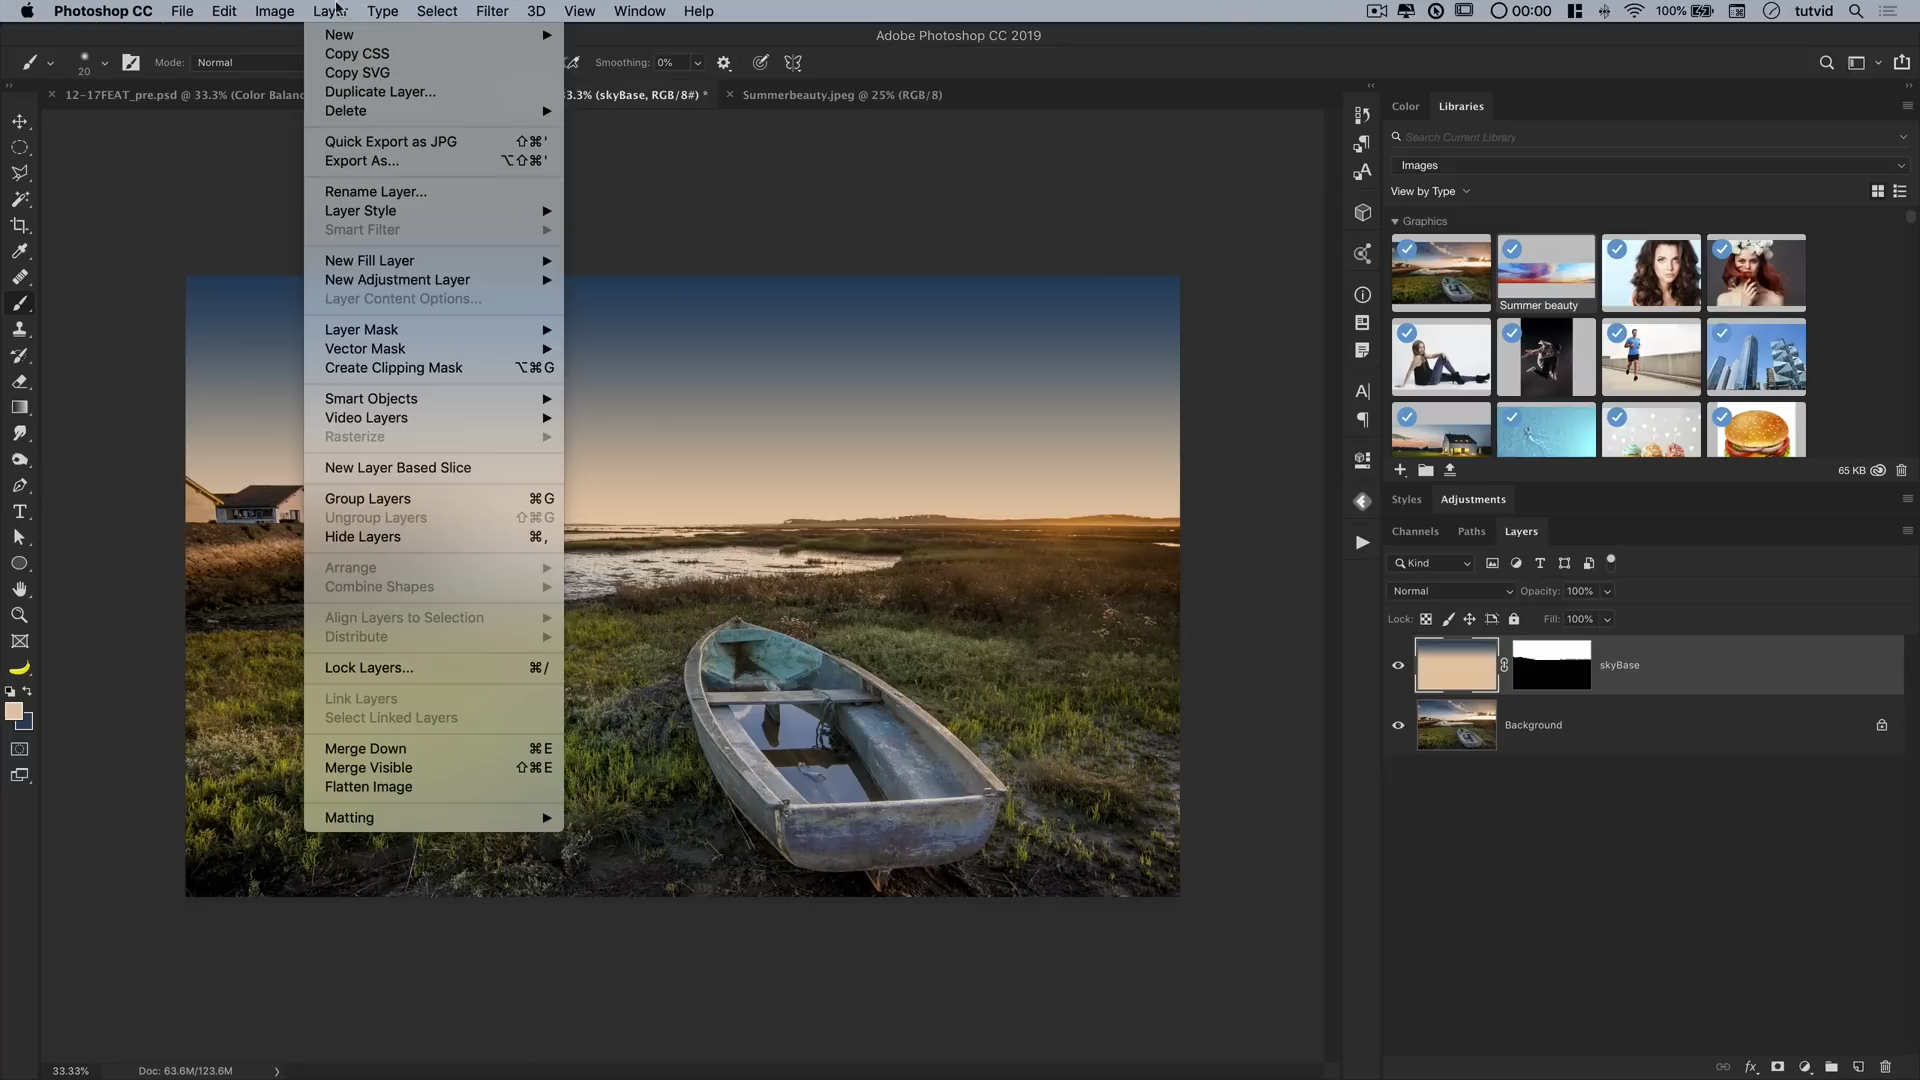 Photoshop CC File Edit Image Layer Type Select Filter 3D View Window Help 00:00 100% tutvid
Adobe Photoshop CC 2019
20 Mode: Normal Smoothing: 0%
12-17FEAT_pre.psd @ 33.3% (Color Balanc 3.3% (skyBase, RGB/8#) * Summerbeauty.jpeg @ 25% (RGB/8)
New
Copy CSS
Copy SVG
Duplicate Layer...
Delete
Quick Export as JPG ⇧⌘'
Export As... ⌥⇧⌘'
Rename Layer...
Layer Style
Smart Filter
New Fill Layer
New Adjustment Layer
Layer Content Options...
Layer Mask
Vector Mask
Create Clipping Mask ⌥⌘G
Smart Objects
Video Layers
Rasterize
New Layer Based Slice
Group Layers ⌘G
Ungroup Layers ⇧⌘G
Hide Layers ⌘,
Arrange
Combine Shapes
Align Layers to Selection
Distribute
Lock Layers... ⌘/
Link Layers
Select Linked Layers
Merge Down ⌘E
Merge Visible ⇧⌘E
Flatten Image
Matting
Color Libraries
Search Current Library
Images
View by Type
Graphics
Summer beauty
65 KB
Styles Adjustments
Channels Paths Layers
Kind
Normal Opacity: 100%
Lock: Fill: 100%
skyBase
Background
33.33% Doc: 63.6M/123.6M